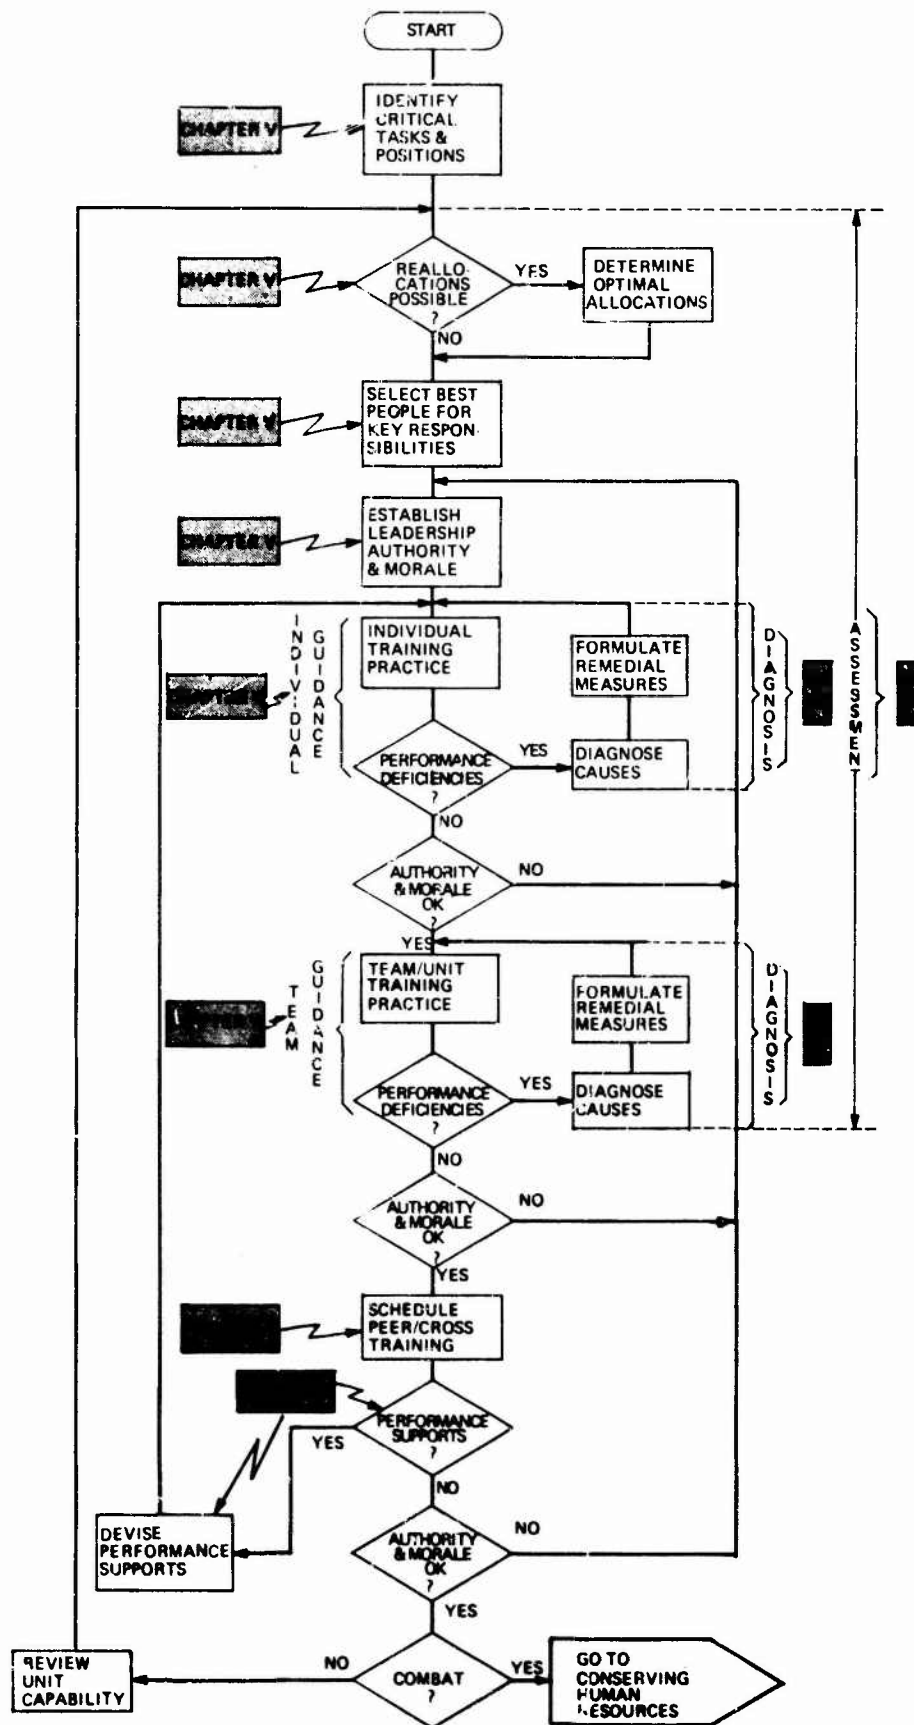 START
IDENTIFY
CRITICAL
TASKS &
POSITIONS
CHAPTER V
CHAPTER V
REALLO-
CATIONS
POSSIBLE
?
YES
DETERMINE
OPTIMAL
ALLOCATIONS
NO
CHAPTER V
SELECT BEST
PEOPLE FOR
KEY RESPON-
SIBILITIES
CHAPTER V
ESTABLISH
LEADERSHIP
AUTHORITY
& MORALE
INDIVIDUAL
GUIDANCE
INDIVIDUAL
TRAINING
PRACTICE
FORMULATE
REMEDIAL
MEASURES
DIAGNOSIS
ASSESSMENT
PERFORMANCE
DEFICIENCIES
?
YES
DIAGNOSE
CAUSES
NO
AUTHORITY
& MORALE
OK
?
NO
YES
TEAM
GUIDANCE
TEAM/UNIT
TRAINING
PRACTICE
FORMULATE
REMEDIAL
MEASURES
DIAGNOSIS
PERFORMANCE
DEFICIENCIES
?
YES
DIAGNOSE
CAUSES
NO
AUTHORITY
& MORALE
OK
?
NO
YES
SCHEDULE
PEER/CROSS
TRAINING
PERFORMANCE
SUPPORTS
?
YES
NO
DEVISE
PERFORMANCE
SUPPORTS
AUTHORITY
& MORALE
OK
?
NO
YES
REVIEW
UNIT
CAPABILITY
NO
COMBAT
?
YES
GO TO
CONSERVING
HUMAN
RESOURCES